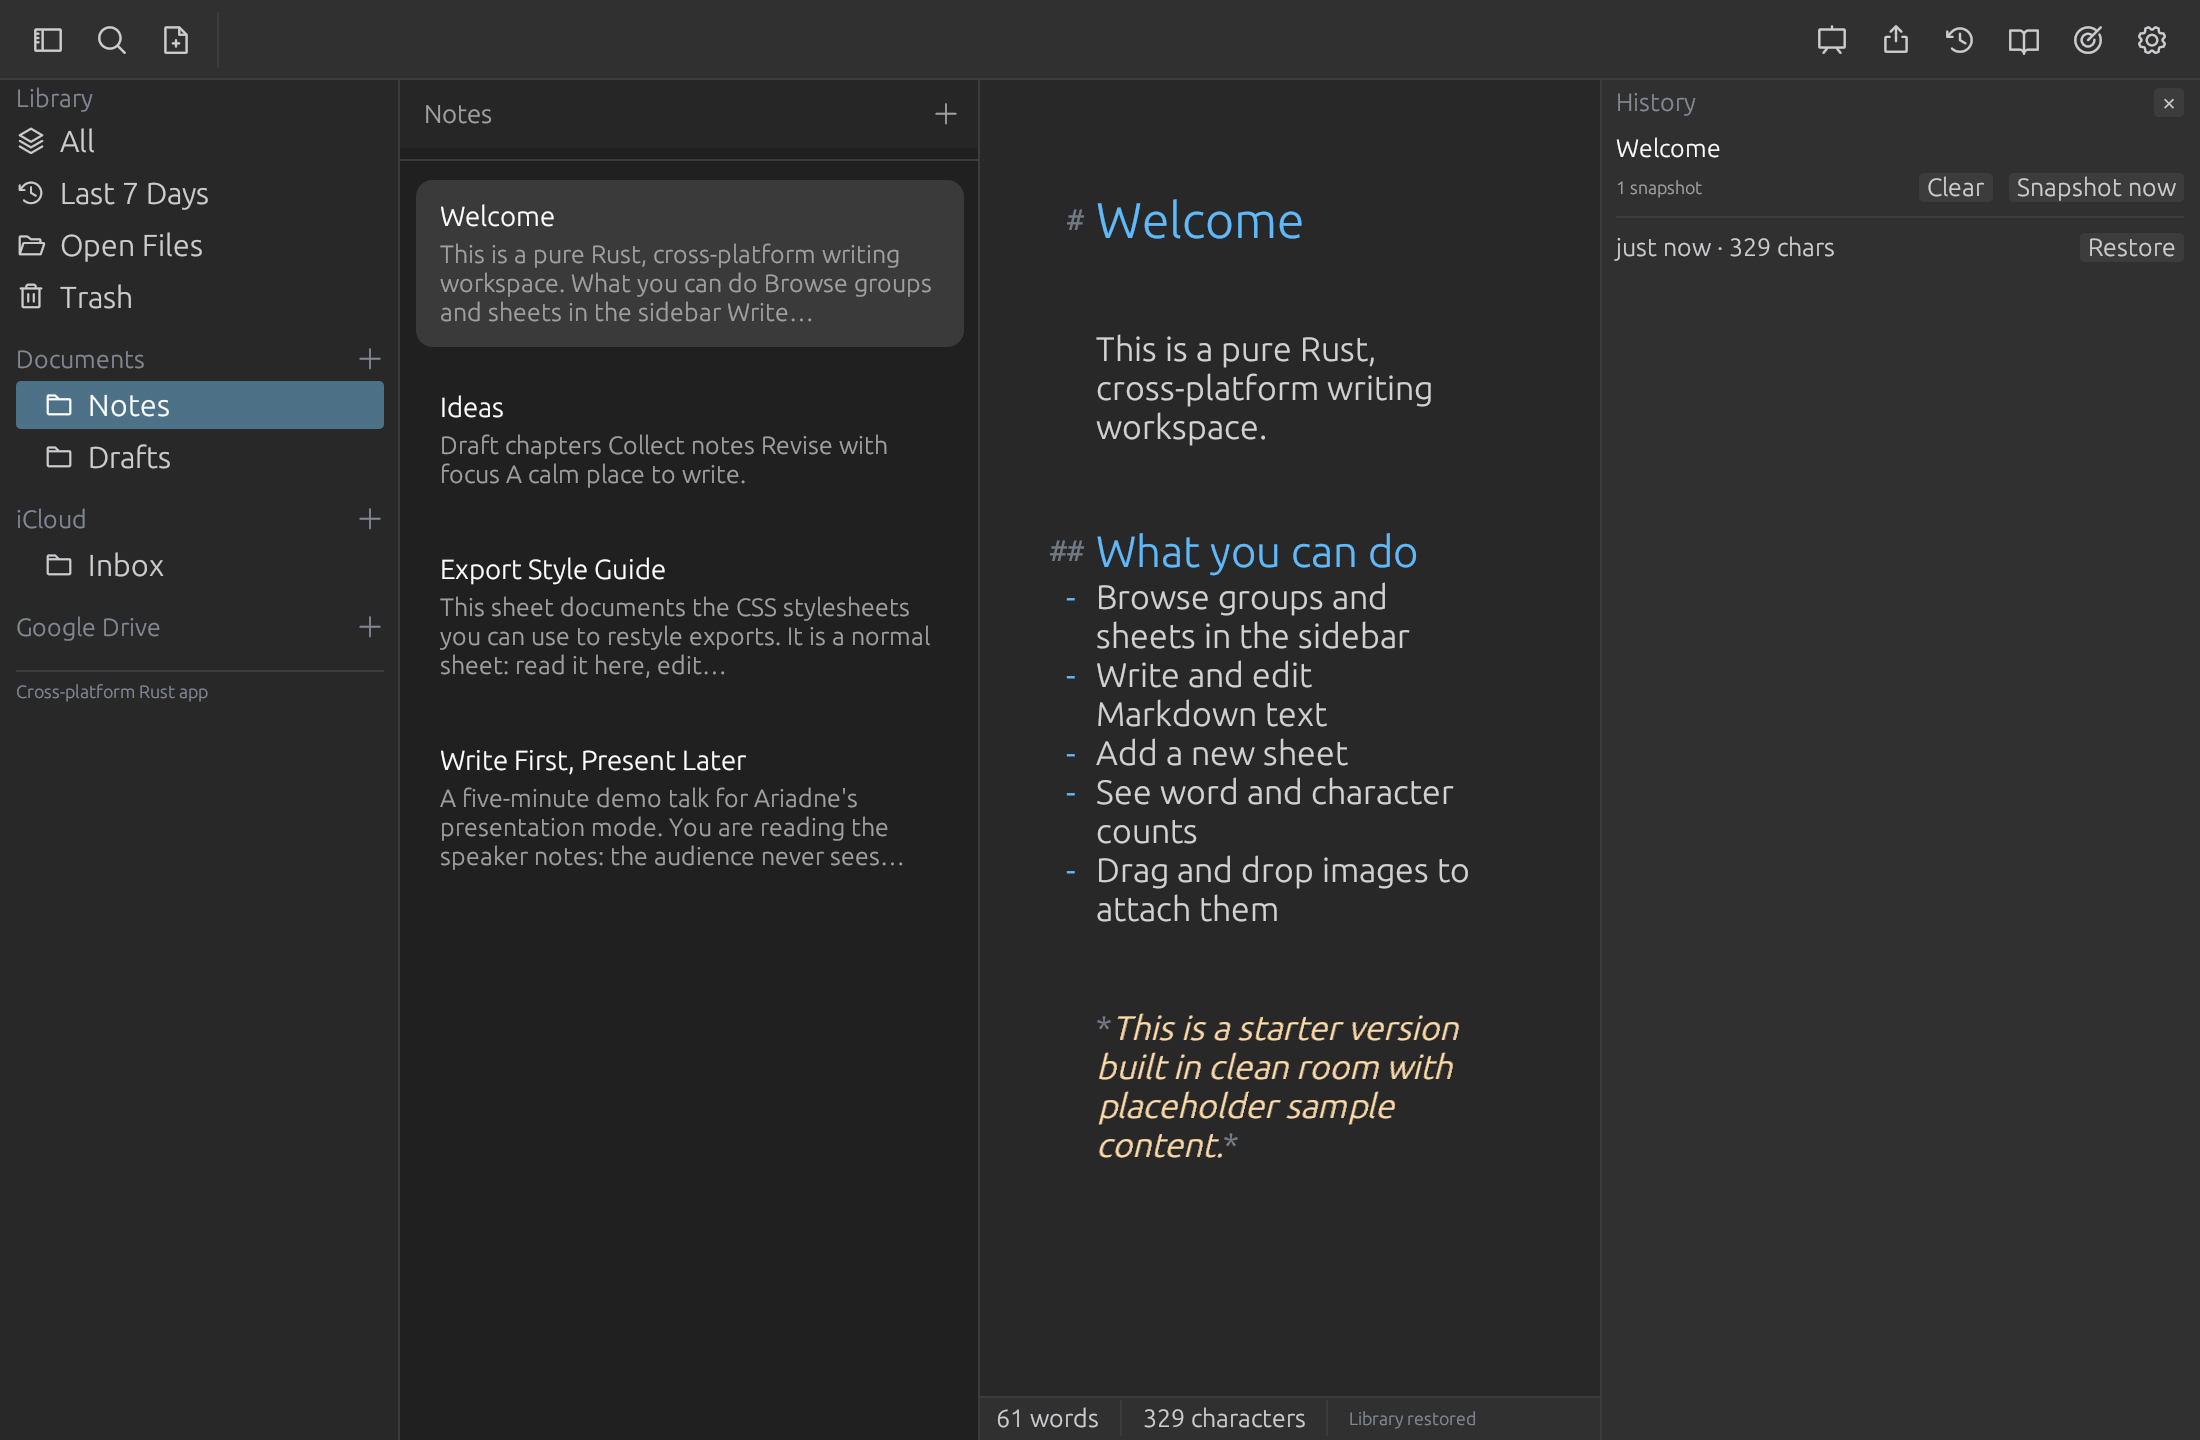 Library
All
Last 7 Days
Open Files
Trash
Documents
Notes
Drafts
iCloud
Inbox
Google Drive
Cross-platform Rust app
Notes
Welcome
This is a pure Rust, cross-platform writing
workspace. What you can do Browse groups
and sheets in the sidebar Write…
Ideas
Draft chapters Collect notes Revise with
focus A calm place to write.
Export Style Guide
This sheet documents the CSS stylesheets
you can use to restyle exports. It is a normal
sheet: read it here, edit…
Write First, Present Later
A five-minute demo talk for Ariadne's
presentation mode. You are reading the
speaker notes: the audience never sees…
# Welcome
This is a pure Rust,
cross-platform writing
workspace.
## What you can do
- Browse groups and
sheets in the sidebar
- Write and edit
Markdown text
- Add a new sheet
- See word and character
counts
- Drag and drop images to
attach them
*This is a starter version
built in clean room with
placeholder sample
content.*
61 words
329 characters
Library restored
History
×
Welcome
1 snapshot
Clear
Snapshot now
just now · 329 chars
Restore